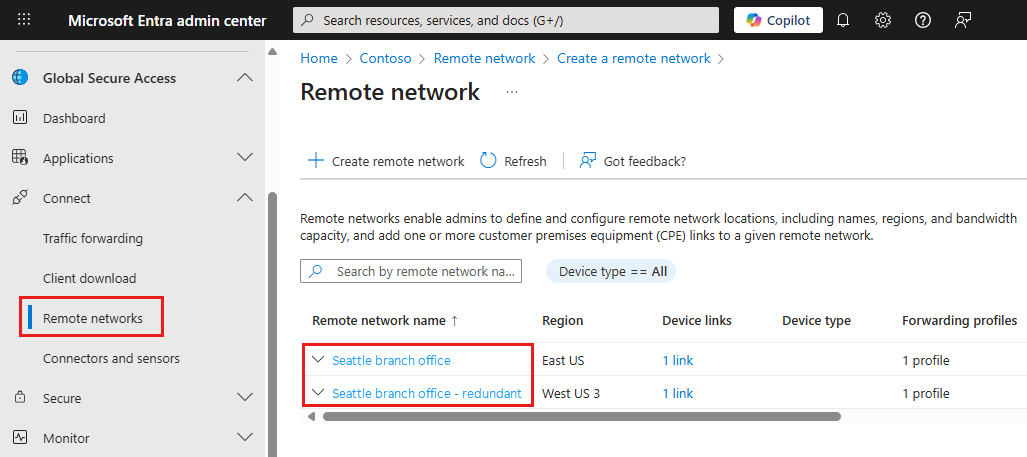 Microsoft Entra admin center
Search resources, services, and docs (G+/)
Copilot
Global Secure Access
Dashboard
Applications
Connect
Traffic forwarding
Client download
Remote networks
Connectors and sensors
Secure
Monitor
Home > Contoso > Remote network > Create a remote network >
Remote network ...
Create remote network
Refresh
Got feedback?
Remote networks enable admins to define and configure remote network locations, including names, regions, and bandwidth
capacity, and add one or more customer premises equipment (CPE) links to a given remote network.
Search by remote network na...
Device type == All
Remote network name ↑ Region Device links Device type Forwarding profiles
Seattle branch office East US 1 link 1 profile
Seattle branch office - redundant West US 3 1 link 1 profile